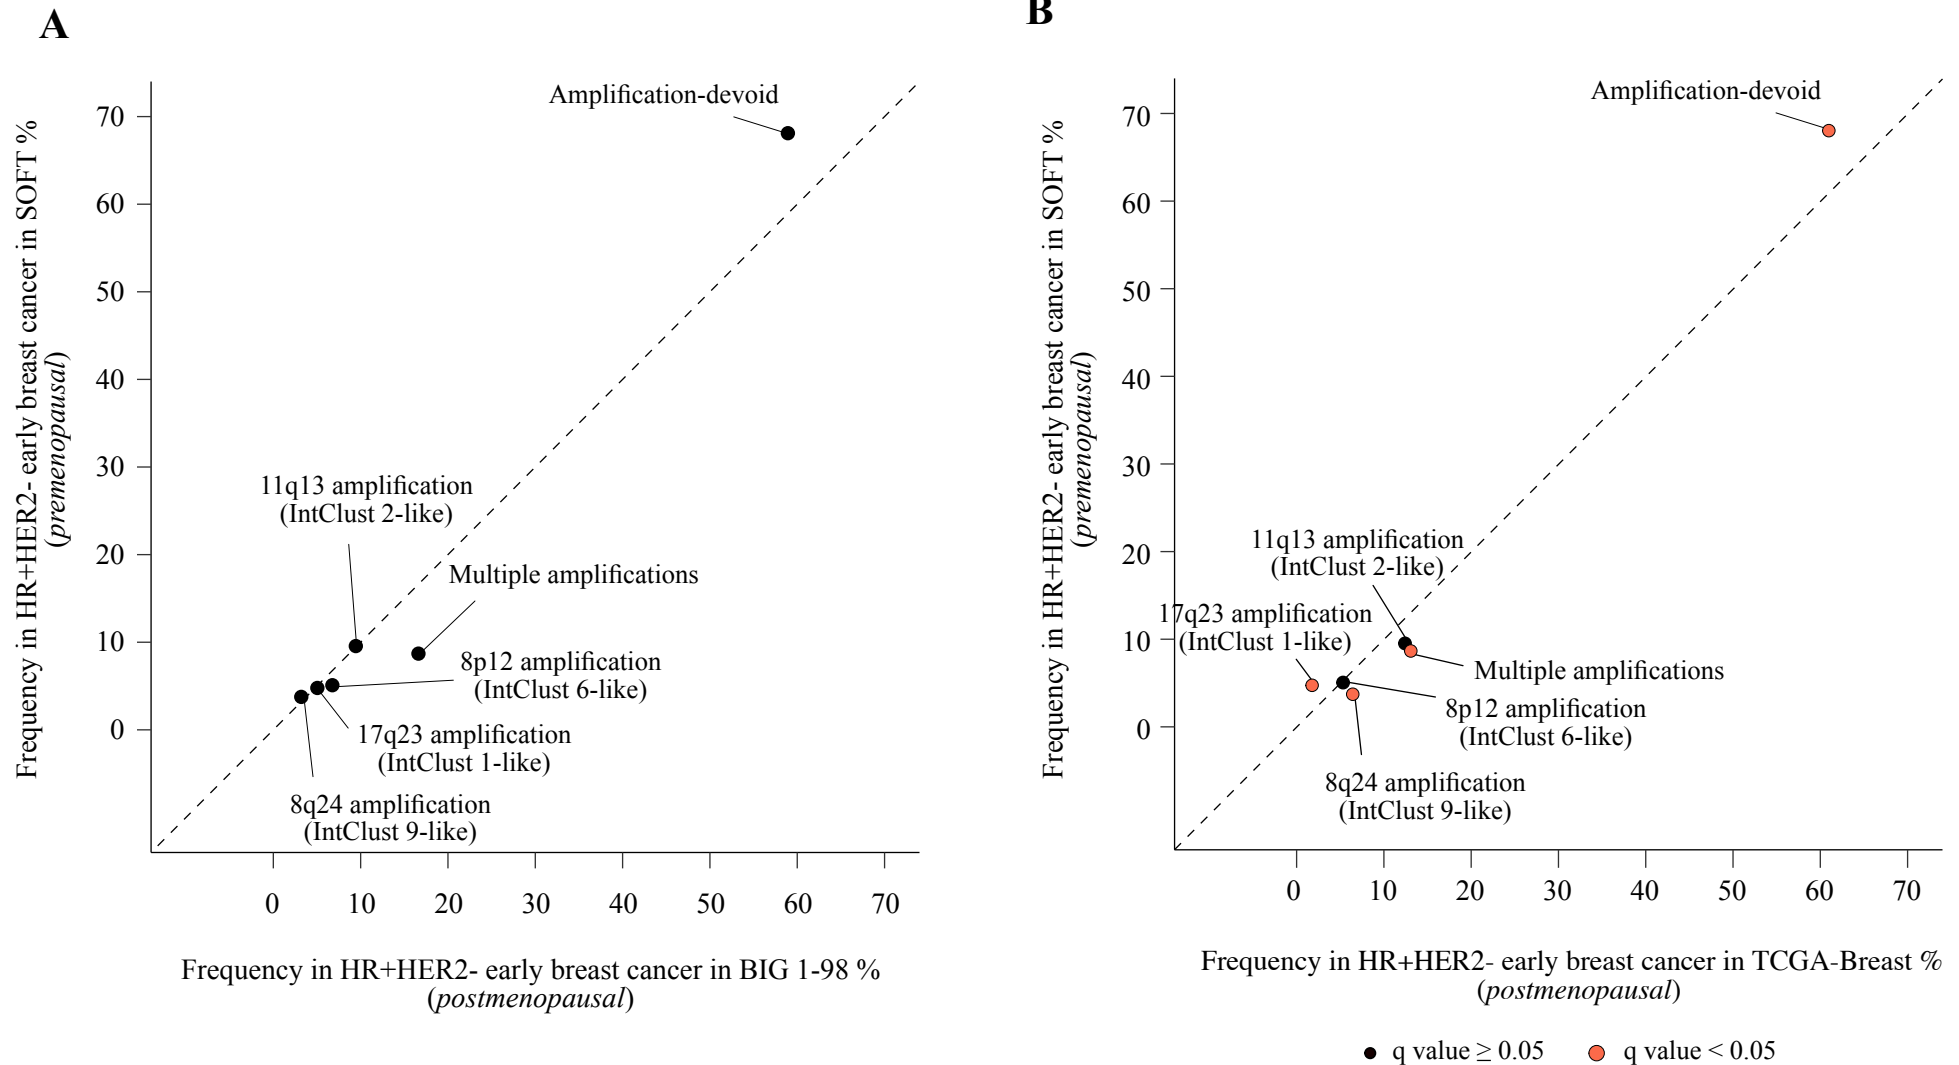 A
Frequency in HR+HER2- early breast cancer in SOFT %
(premenopausal)
70
60
50
40
30
20
10
0
Amplification-devoid
11q13 amplification
(IntClust 2-like)
Multiple amplifications
8p12 amplification
(IntClust 6-like)
17q23 amplification
(IntClust 1-like)
8q24 amplification
(IntClust 9-like)
0 10 20 30 40 50 60 70
Frequency in HR+HER2- early breast cancer in BIG 1-98 %
(postmenopausal)
B
Frequency in HR+HER2- early breast cancer in SOFT %
(premenopausal)
70
60
50
40
30
20
10
0
Amplification-devoid
11q13 amplification
(IntClust 2-like)
17q23 amplification
(IntClust 1-like)
Multiple amplifications
8p12 amplification
(IntClust 6-like)
8q24 amplification
(IntClust 9-like)
0 10 20 30 40 50 60 70
Frequency in HR+HER2- early breast cancer in TCGA-Breast %
(postmenopausal)
q value ≥ 0.05 q value < 0.05